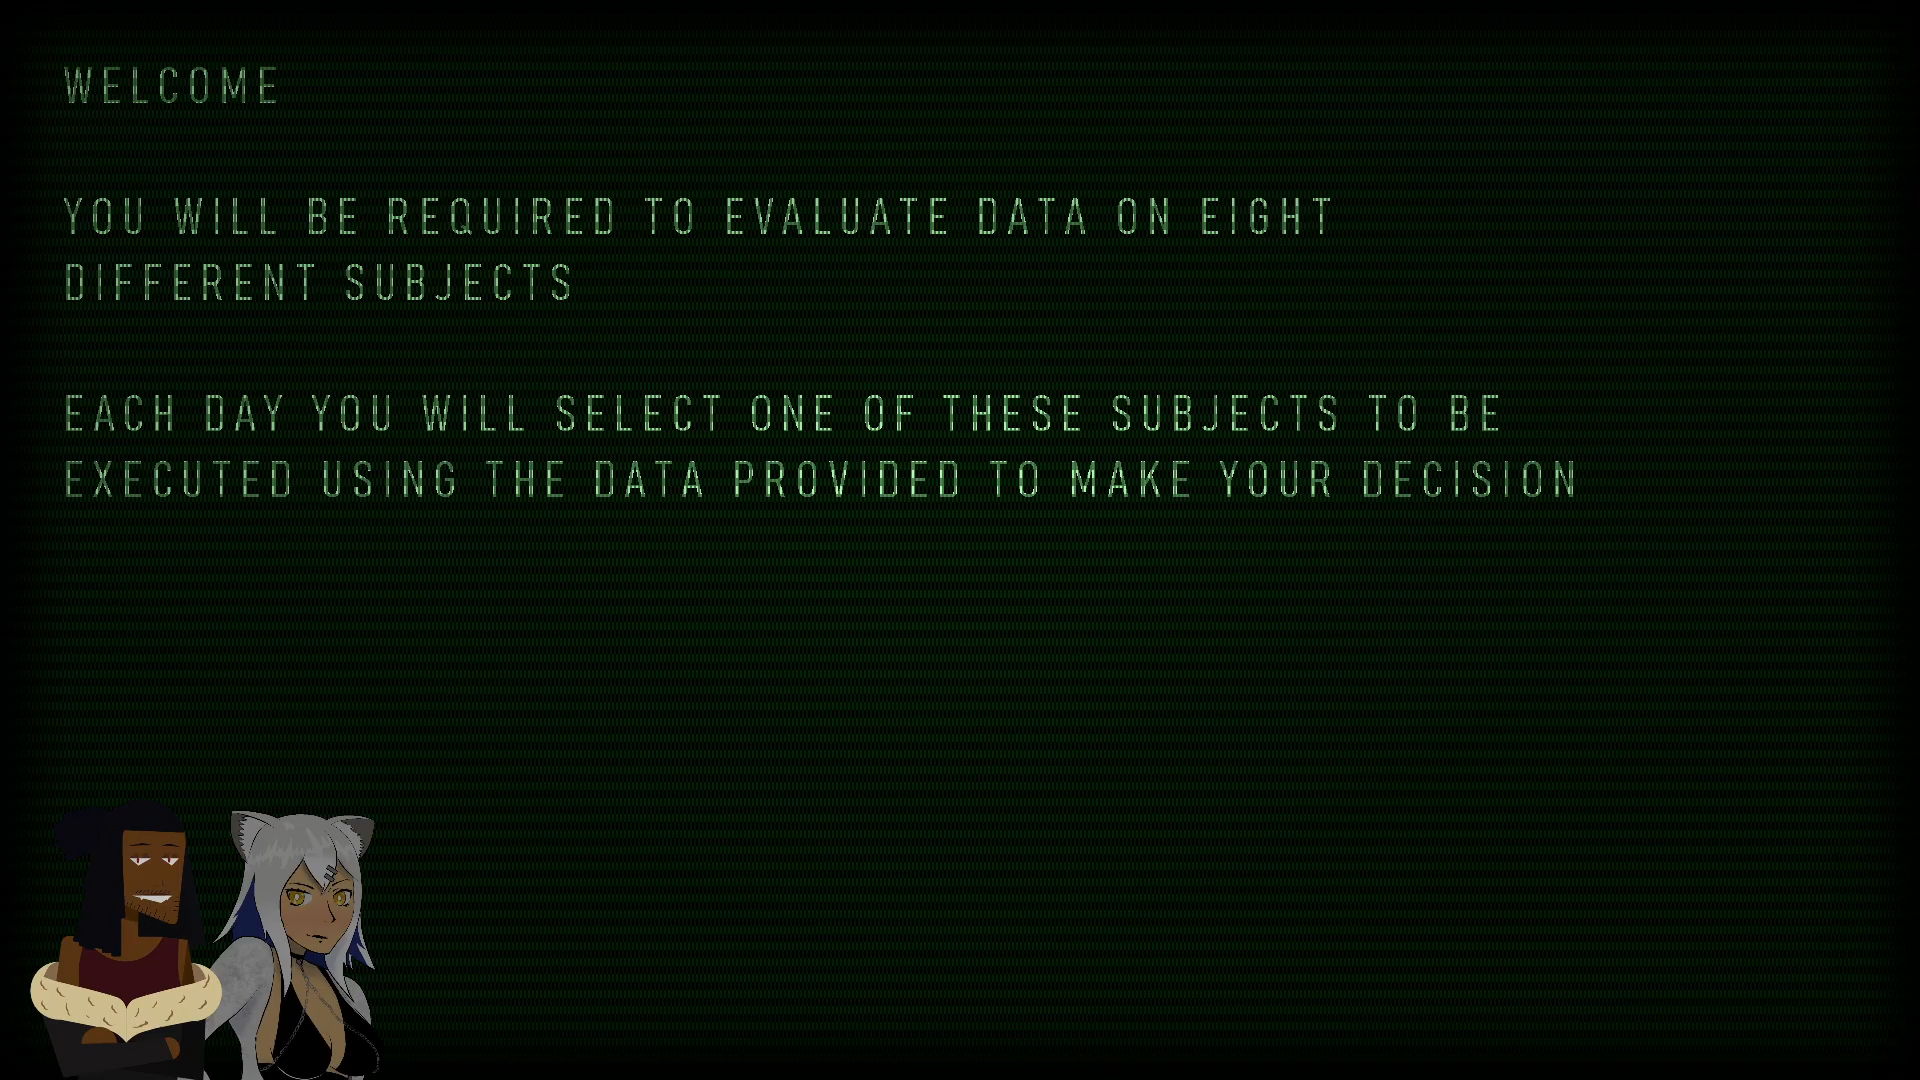 WELCOME
YOU WILL BE REQUIRED TO EVALUATE DATA ON EIGHT
DIFFERENT SUBJECTS
EACH DAY YOU WILL SELECT ONE OF THESE SUBJECTS TO BE
EXECUTED USING THE DATA PROVIDED TO MAKE YOUR DECISION